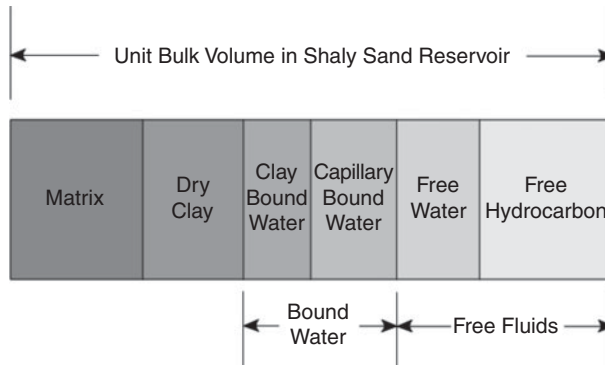 Unit Bulk Volume in Shaly Sand Reservoir
Matrix
Dry
Clay
Clay
Bound
Water
Capillary
Bound
Water
Free
Water
Free
Hydrocarbon
Bound
Water
Free Fluids